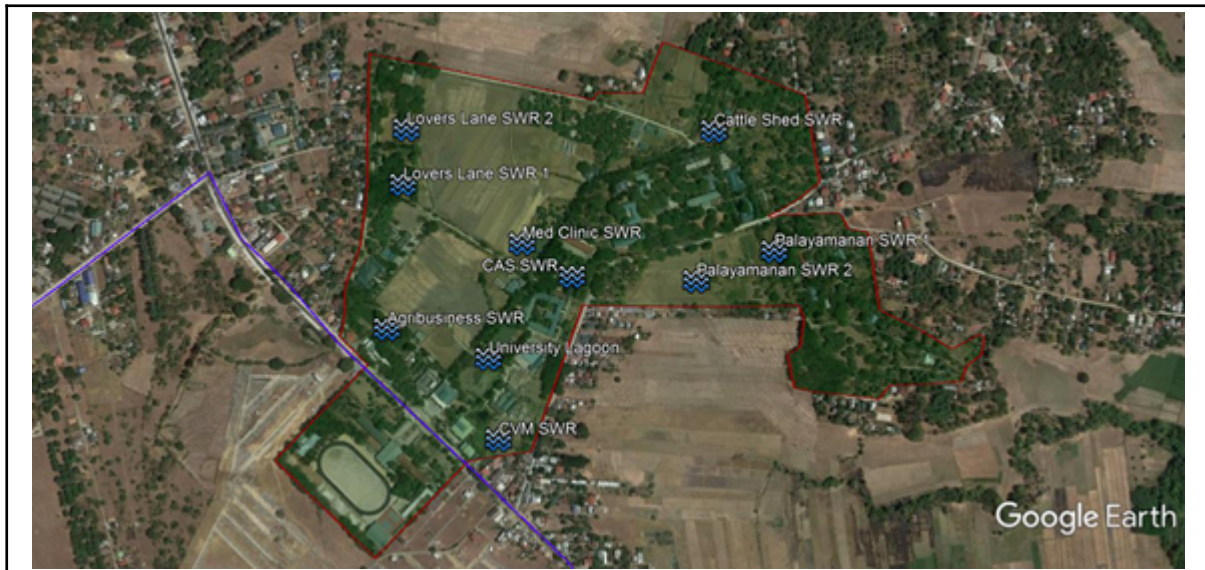 Lovers Lane SWR 2
Cattle Shed SWR
Lovers Lane SWR 1
Med Clinic SWR
Palayamanan SWR 1
CAS SWR
Palayamanan SWR 2
Agribusiness SWR
University Lagoon
CVM SWR
Google Earth